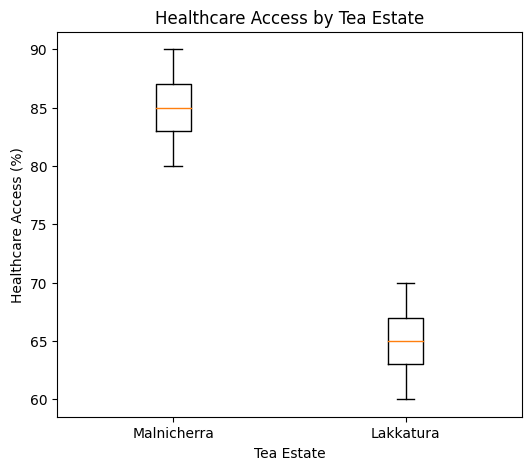 Healthcare Access by Tea Estate
Healthcare Access (%)
90
85
80
75
70
65
60
Malnicherra Lakkatura
Tea Estate